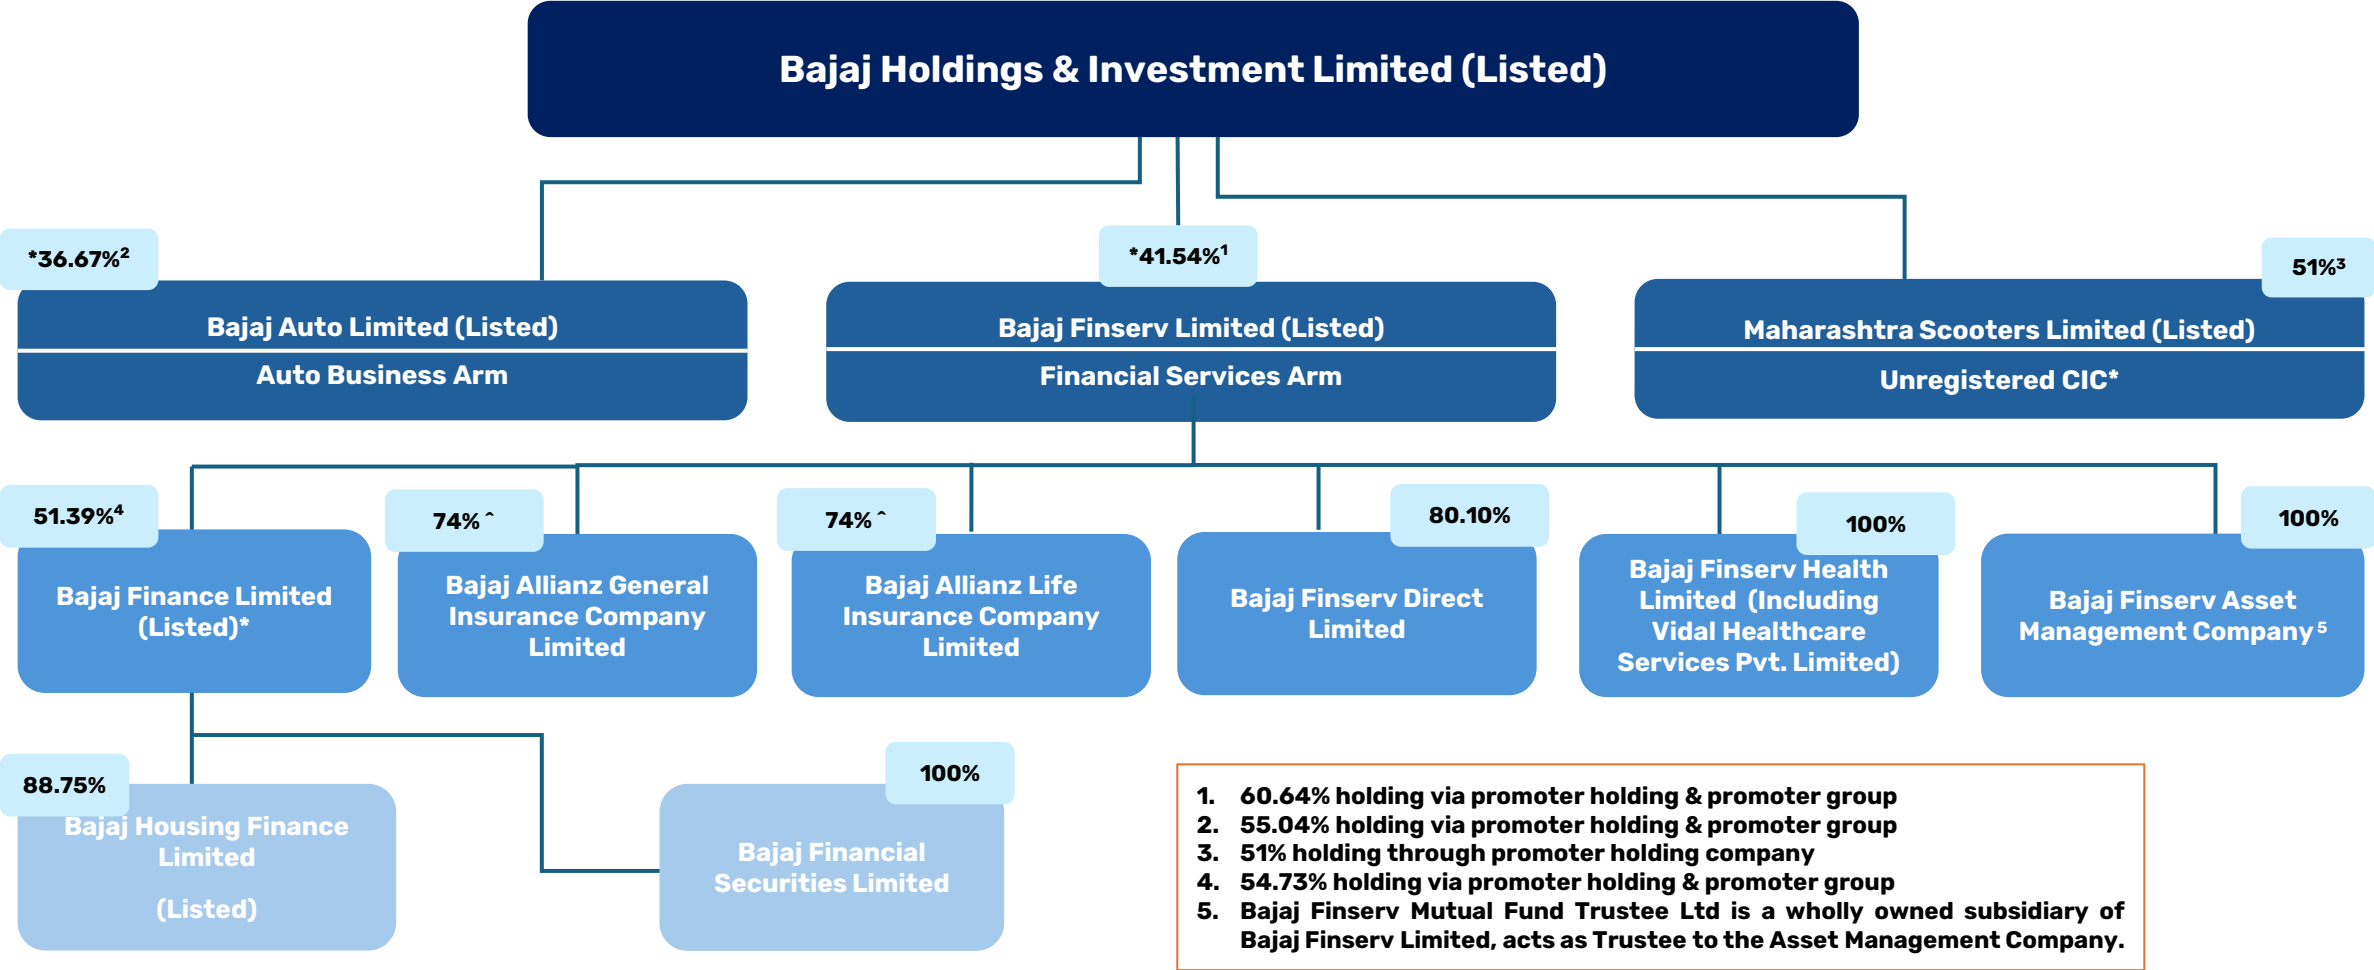 Bajaj Holdings & Investment Limited (Listed)
*36.67%²
*41.54%¹
51%³
Bajaj Auto Limited (Listed)
Auto Business Arm
Bajaj Finserv Limited (Listed)
Financial Services Arm
Maharashtra Scooters Limited (Listed)
Unregistered CIC*
51.39%⁴
74% ^
74% ^
80.10%
100%
100%
Bajaj Finance Limited
(Listed)*
Bajaj Allianz General
Insurance Company
Limited
Bajaj Allianz Life
Insurance Company
Limited
Bajaj Finserv Direct
Limited
Bajaj Finserv Health
Limited (Including
Vidal Healthcare
Services Pvt. Limited)
Bajaj Finserv Asset
Management Company ⁵
88.75%
100%
Bajaj Housing Finance
Limited
(Listed)
Bajaj Financial
Securities Limited
1. 60.64% holding via promoter holding & promoter group
2. 55.04% holding via promoter holding & promoter group
3. 51% holding through promoter holding company
4. 54.73% holding via promoter holding & promoter group
5. Bajaj Finserv Mutual Fund Trustee Ltd is a wholly owned subsidiary of
Bajaj Finserv Limited, acts as Trustee to the Asset Management Company.